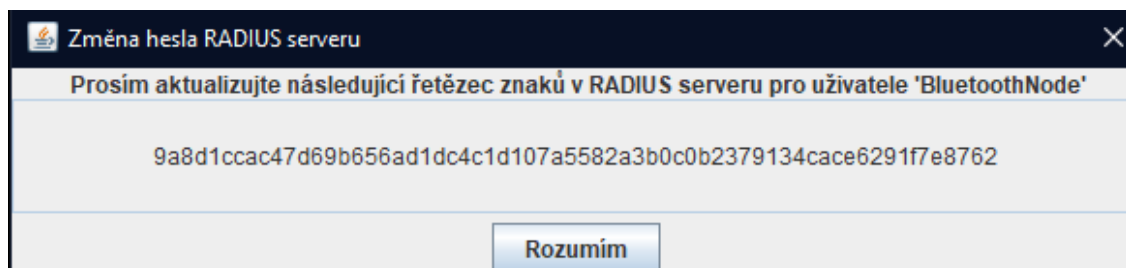 Změna hesla RADIUS serveru
Prosím aktualizujte následující řetězec znaků v RADIUS serveru pro uživatele 'BluetoothNode'
9a8d1ccac47d69b656ad1dc4c1d107a5582a3b0c0b2379134cace6291f7e8762
Rozumím